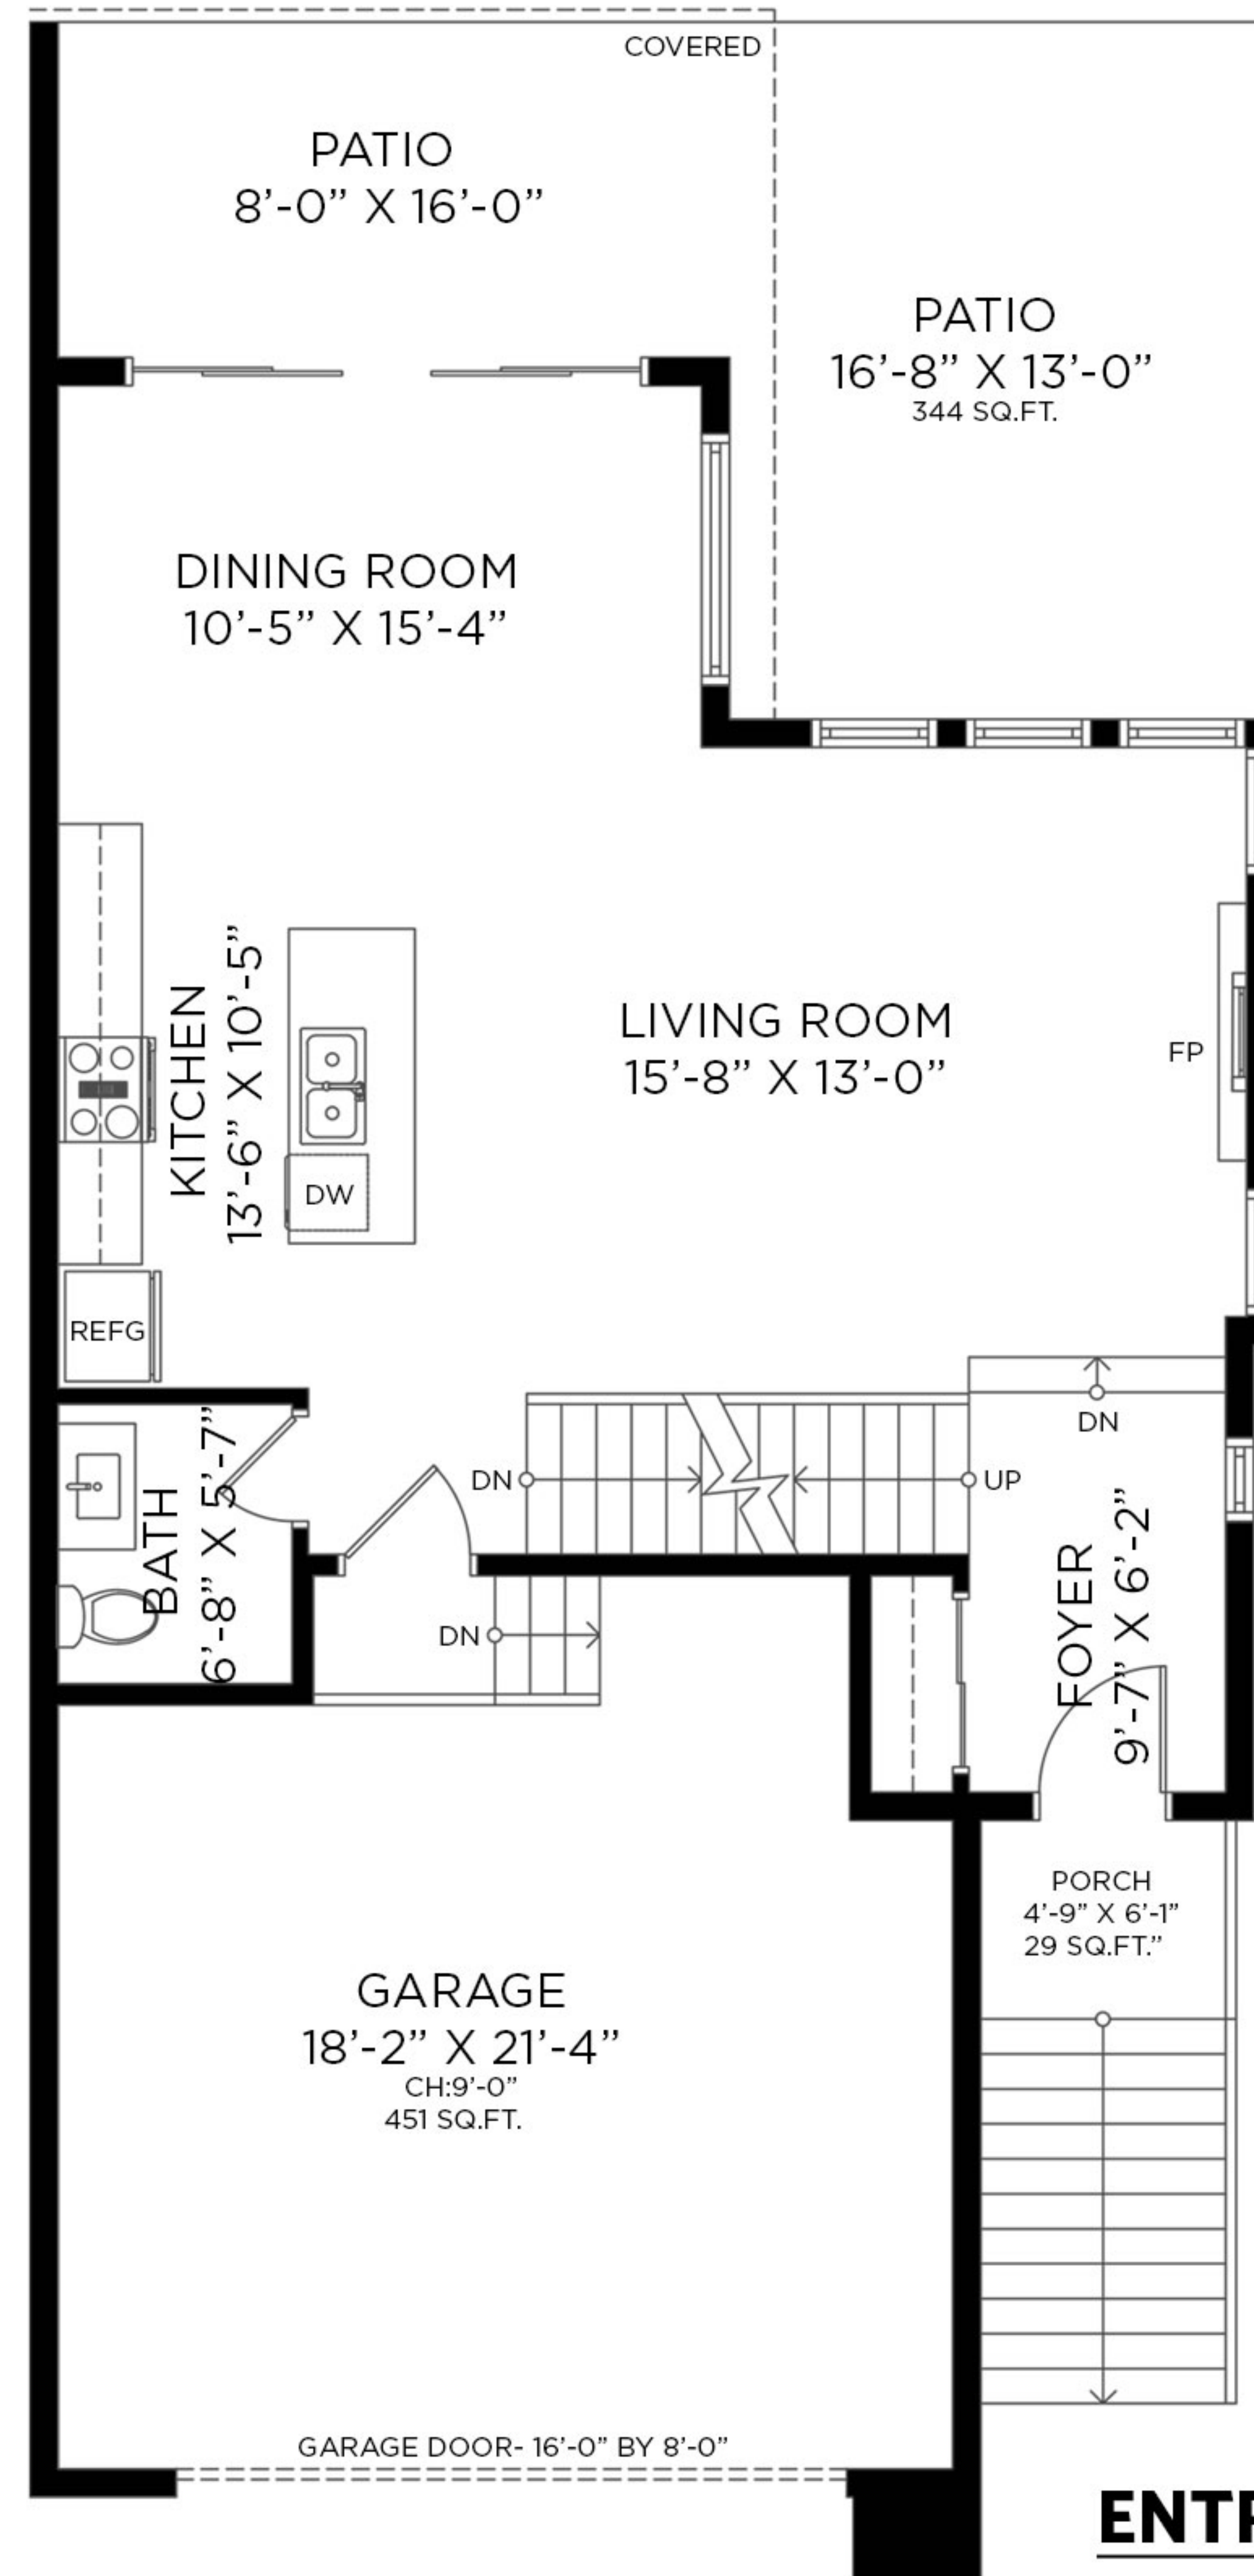 COVERED
PATIO
8’-0” X 16’-0”
PATIO
16’-8” X 13’-0”
344 SQ.FT.
DINING ROOM
10’-5” X 15’-4”
KITCHEN
13’-6” X 10’-5”
LIVING ROOM
15’-8” X 13’-0”
FP
DW
REFG
DN
BATH
6’-8” X 5’-7”
DN
UP
FOYER
9’-7” X 6’-2”
DN
PORCH
4’-9” X 6’-1”
29 SQ.FT.”
GARAGE
18’-2” X 21’-4”
CH:9’-0”
451 SQ.FT.
GARAGE DOOR- 16’-0” BY 8’-0”